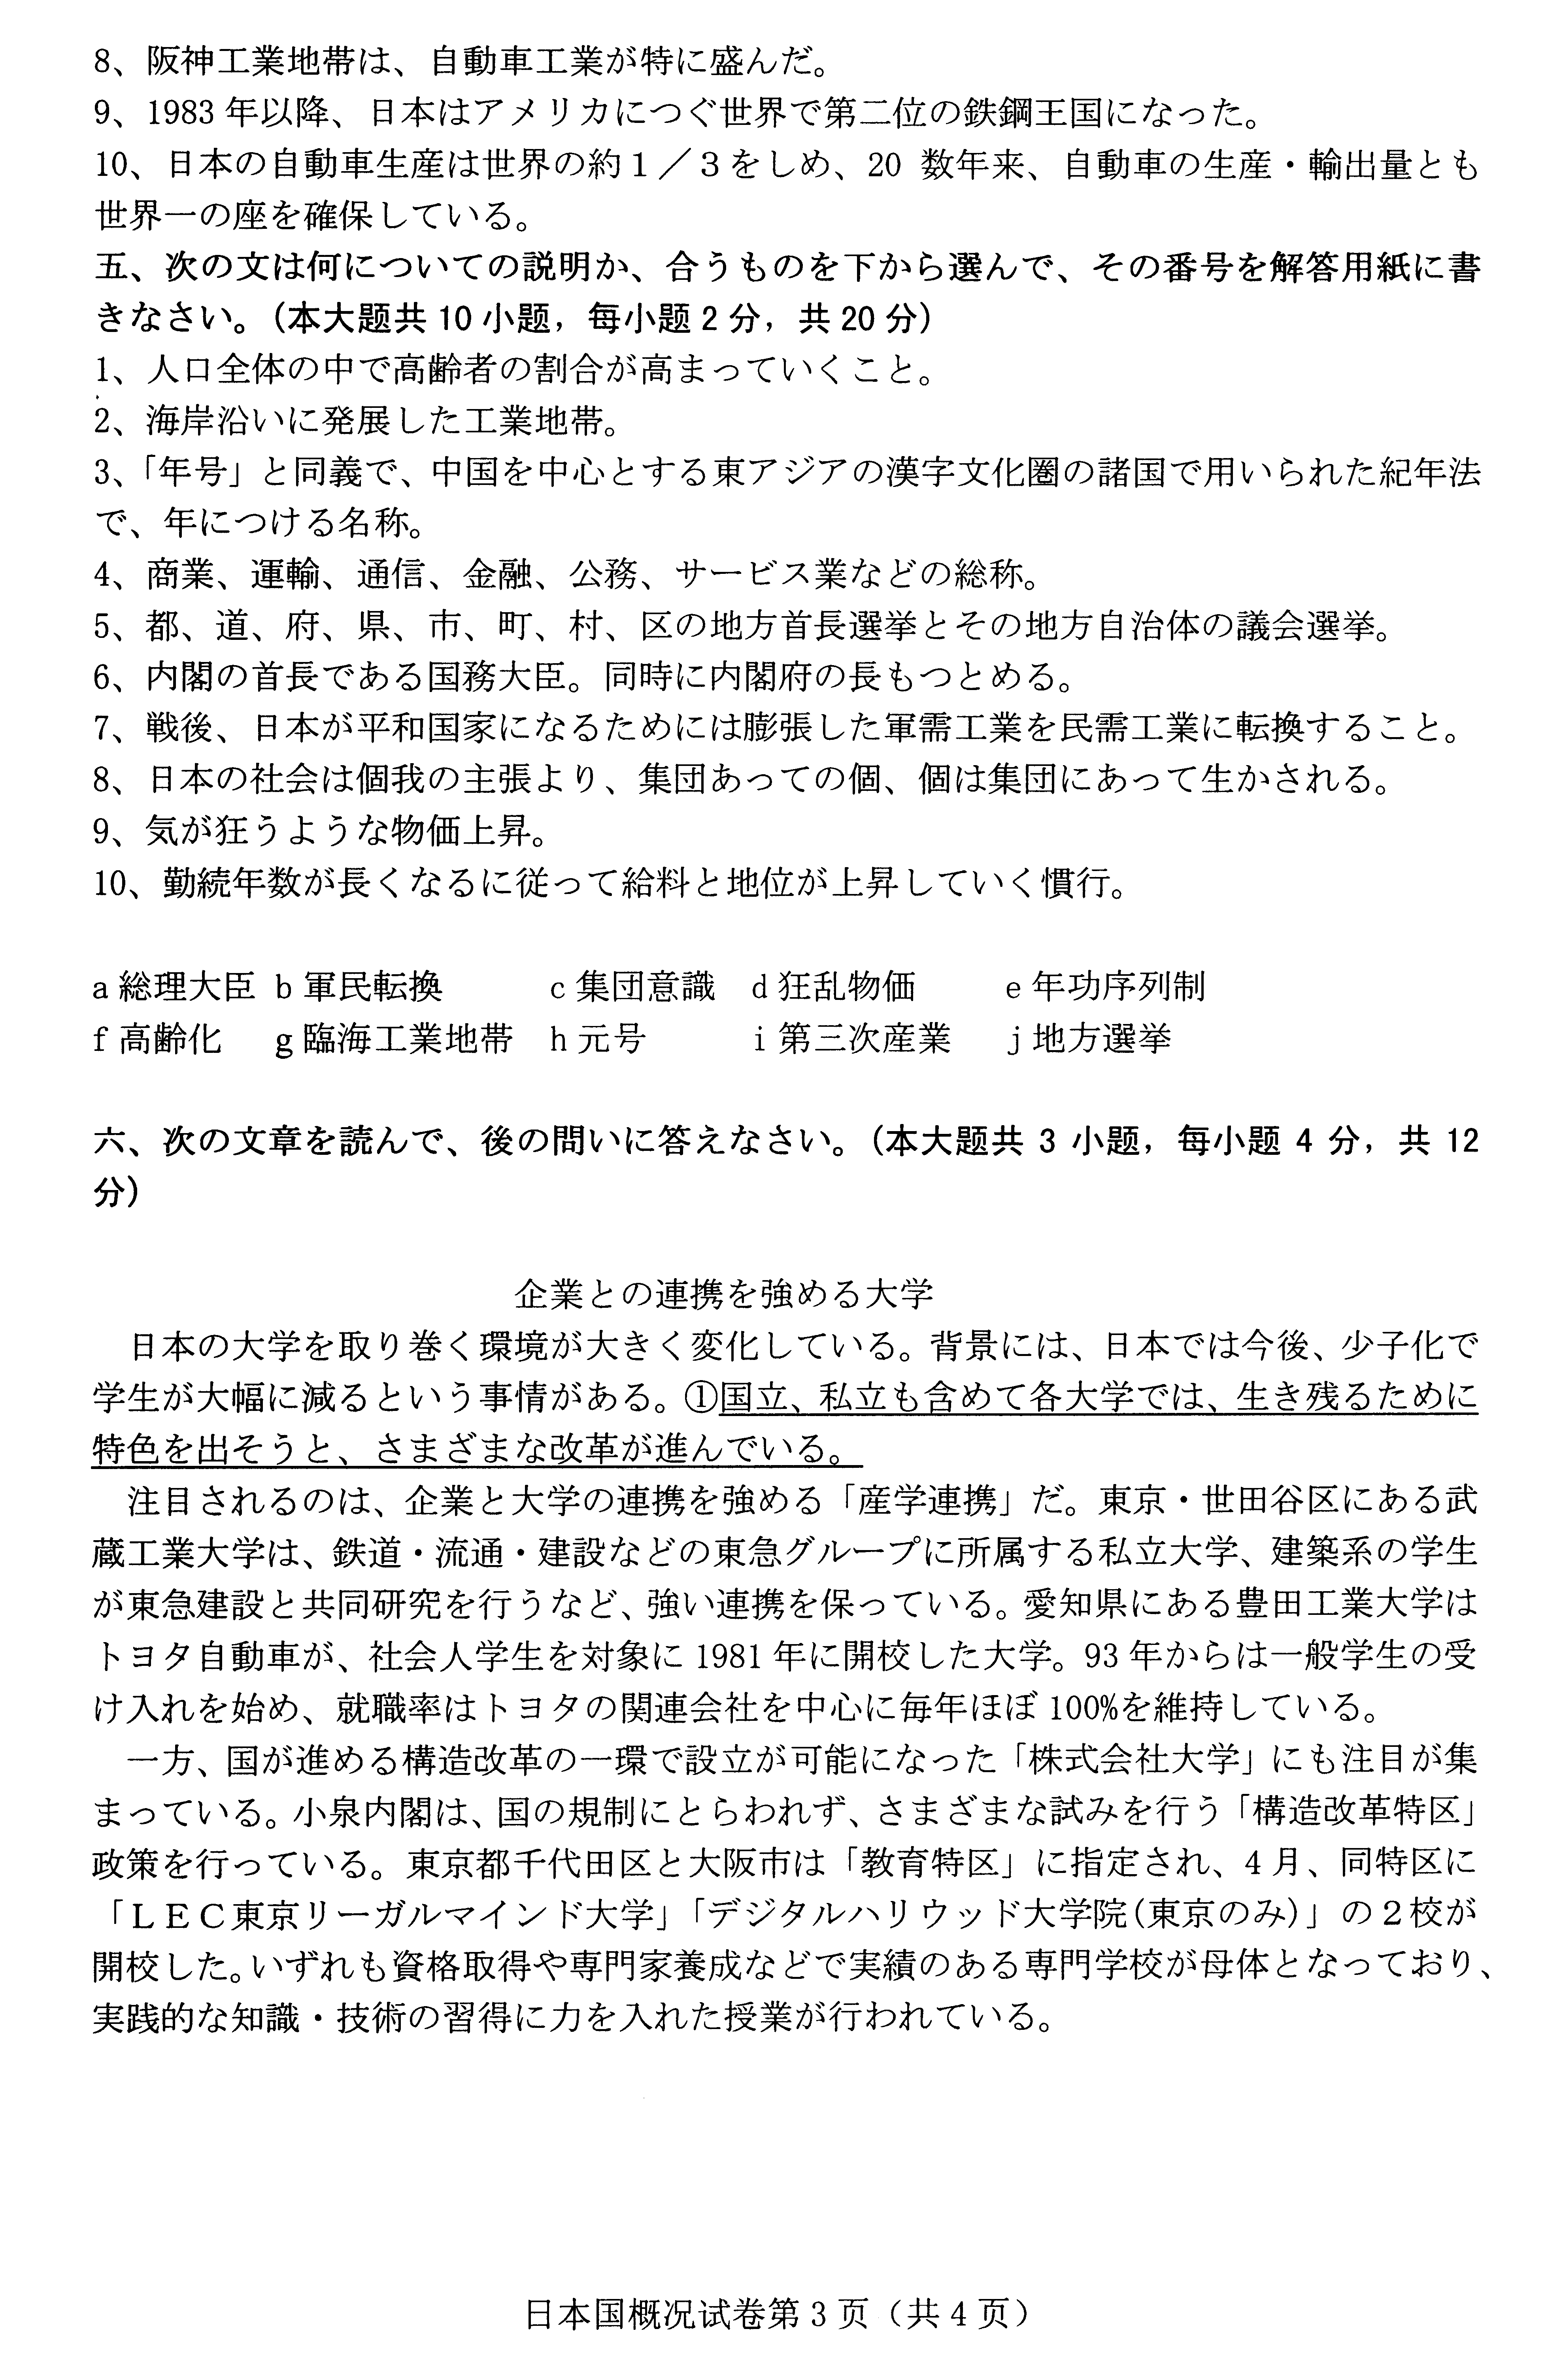 8、阪神工業地帯は、自動車工業が特に盛んだ。
9、1983 年以降、日本はアメリカにつぐ世界で第二位の鉄鋼王国になった。
10、日本の自動車生産は世界の約１／３をしめ、20 数年来、自動車の生産・輸出量とも
世界一の座を確保している。
五、次の文は何についての説明か、合うものを下から選んで、その番号を解答用紙に書
きなさい。（本大题共 10 小题，每小题 2 分，共 20 分）
1、人口全体の中で高齢者の割合が高まっていくこと。
2、海岸沿いに発展した工業地帯。
3、「年号」と同義で、中国を中心とする東アジアの漢字文化圏の諸国で用いられた紀年法
で、年につける名称。
4、商業、運輸、通信、金融、公務、サービス業などの総称。
5、都、道、府、県、市、町、村、区の地方首長選挙とその地方自治体の議会選挙。
6、内閣の首長である国務大臣。同時に内閣府の長もつとめる。
7、戦後、日本が平和国家になるためには膨張した軍需工業を民需工業に転換すること。
8、日本の社会は個我の主張より、集団あっての個、個は集団にあって生かされる。
9、気が狂うような物価上昇。
10、勤続年数が長くなるに従って給料と地位が上昇していく慣行。
a 総理大臣 b 軍民転換 c 集団意識 d 狂乱物価 e 年功序列制
f 高齢化 g 臨海工業地帯 h 元号 i 第三次産業 j 地方選挙
六、次の文章を読んで、後の問いに答えなさい。（本大题共 3 小题，每小题 4 分，共 12
分）
企業との連携を強める大学
日本の大学を取り巻く環境が大きく変化している。背景には、日本では今後、少子化で
学生が大幅に減るという事情がある。①国立、私立も含めて各大学では、生き残るために
特色を出そうと、さまざまな改革が進んでいる。
注目されるのは、企業と大学の連携を強める「産学連携」だ。東京・世田谷区にある武
蔵工業大学は、鉄道・流通・建設などの東急グループに所属する私立大学、建築系の学生
が東急建設と共同研究を行うなど、強い連携を保っている。愛知県にある豊田工業大学は
トヨタ自動車が、社会人学生を対象に 1981 年に開校した大学。93 年からは一般学生の受
け入れを始め、就職率はトヨタの関連会社を中心に毎年ほぼ 100%を維持している。
一方、国が進める構造改革の一環で設立が可能になった「株式会社大学」にも注目が集
まっている。小泉内閣は、国の規制にとらわれず、さまざまな試みを行う「構造改革特区」
政策を行っている。東京都千代田区と大阪市は「教育特区」に指定され、4 月、同特区に
「ＬＥＣ東京リーガルマインド大学」「デジタルハリウッド大学院(東京のみ)」の２校が
開校した。いずれも資格取得や専門家養成などで実績のある専門学校が母体となっており、
実践的な知識・技術の習得に力を入れた授業が行われている。
日本国概况试卷第 3 页（共 4 页）